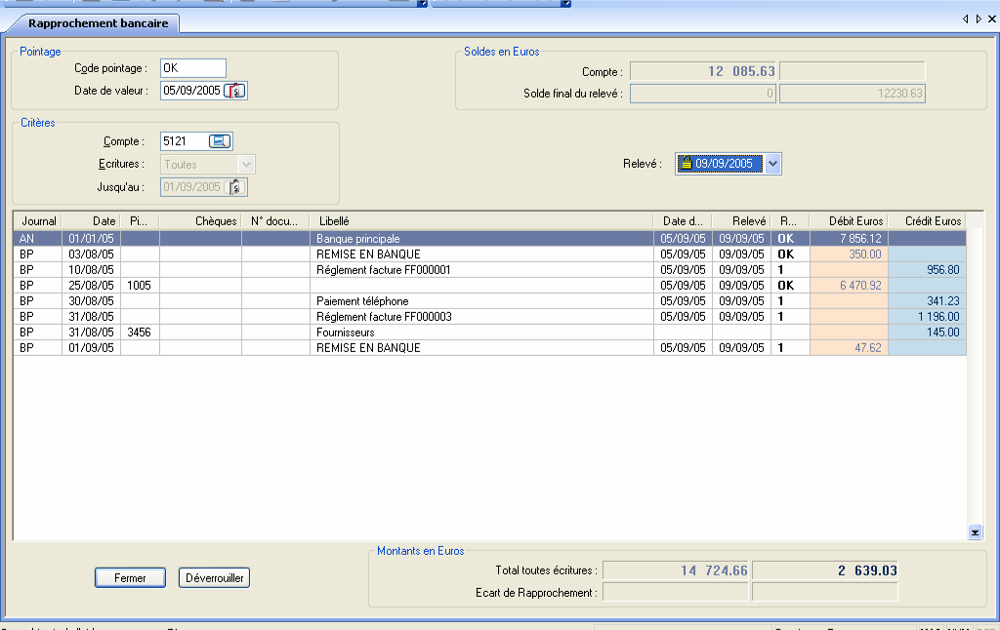 Rapprochement bancaire
Pointage
Code pointage : OK
Date de valeur : 05/09/2005
Soldes en Euros
Compte : 12 085.63
Solde final du relevé : 0 12230.63
Critères
Compte : 5121
Ecritures : Toutes
Jusqu'au : 01/09/2005
Relevé : 09/09/2005
Journal Date Pi... Chèques N° docu... Libellé Date d... Relevé R... Débit Euros Crédit Euros
AN 01/01/05 Banque principale 05/09/05 09/09/05 OK 7 856.12
BP 03/08/05 REMISE EN BANQUE 05/09/05 09/09/05 OK 350.00
BP 10/08/05 Réglement facture FF000001 05/09/05 09/09/05 1 956.80
BP 25/08/05 1005 05/09/05 09/09/05 OK 6 470.92
BP 30/08/05 Paiement téléphone 05/09/05 09/09/05 1 341.23
BP 31/08/05 Réglement facture FF000003 05/09/05 09/09/05 1 1 196.00
BP 31/08/05 3456 Fournisseurs 145.00
BP 01/09/05 REMISE EN BANQUE 05/09/05 09/09/05 1 47.62
Montants en Euros
Total toutes écritures : 14 724.66 2 639.03
Ecart de Rapprochement :
Fermer Déverrouiller